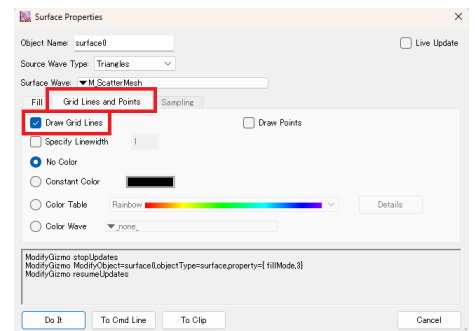 Surface Properties
Object Name: surface0
Live Update
Source Wave Type: Triangles
Surface Wave: ▼M_ScatterMesh
Fill Grid Lines and Points Sampling
Draw Grid Lines Draw Points
Specify Linewidth 1
No Color
Constant Color
Color Table Rainbow Details
Color Wave ▼_none_
ModifyGizmo stopUpdates
ModifyGizmo ModifyObject=surface0,objectType=surface,property={ fillMode,3}
ModifyGizmo resumeUpdates
Do It To Cmd Line To Clip Cancel